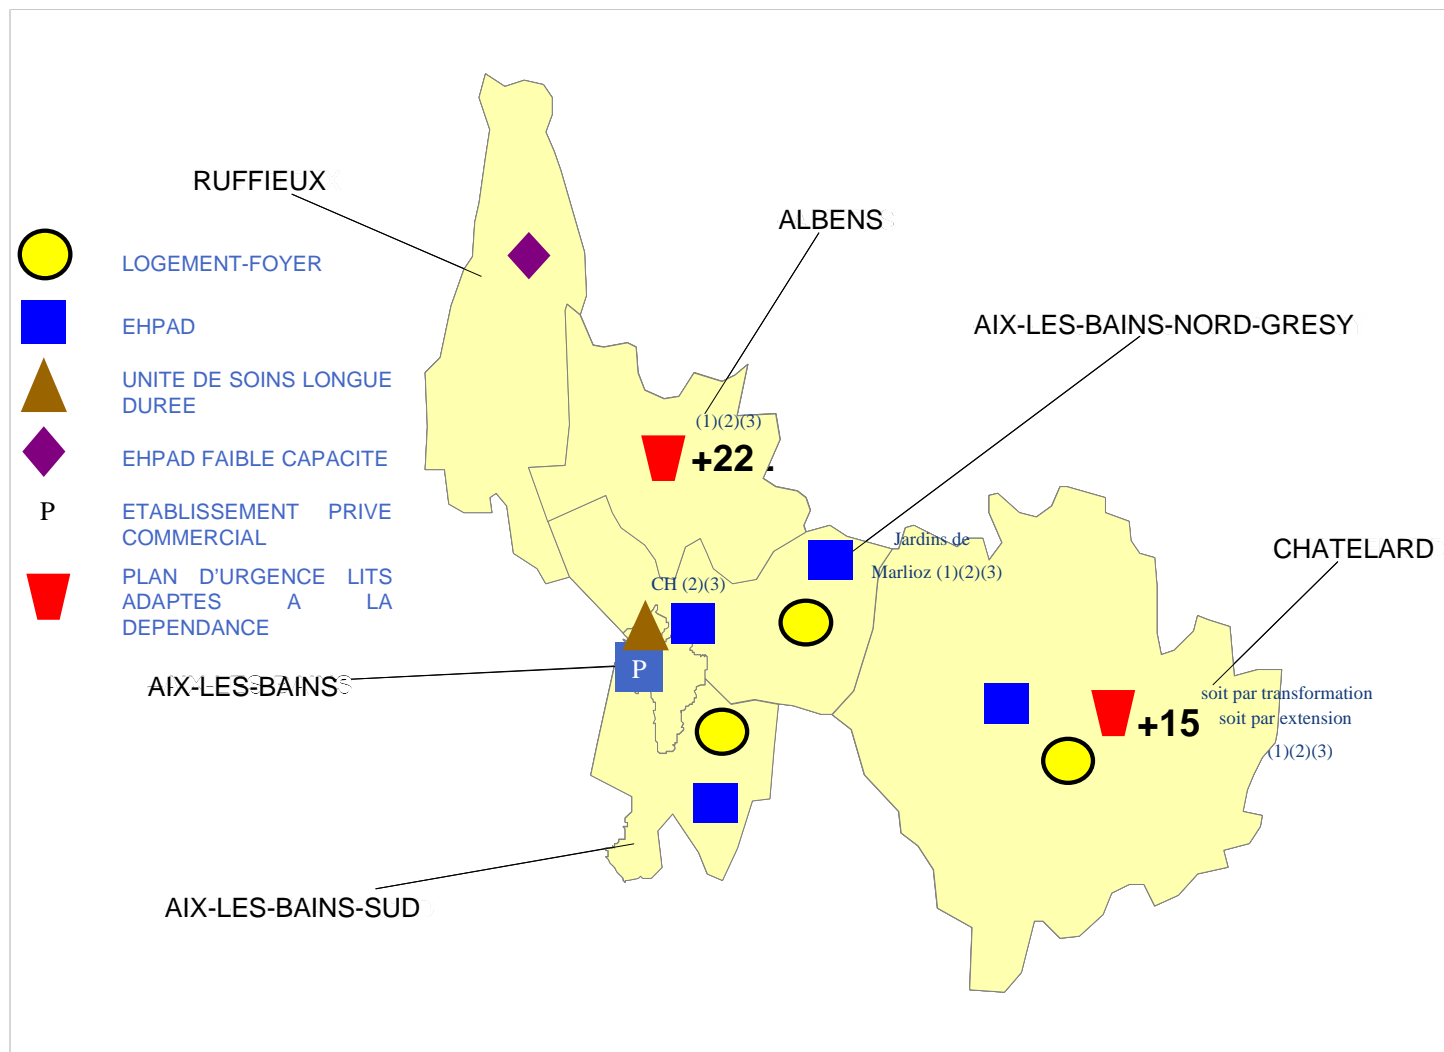 RUFFIEUX
ALBENS
LOGEMENT-FOYER
AIX-LES-BAINS-NORD-GRESY
EHPAD
UNITE DE SOINS LONGUE
DUREE
(1)(2)(3)
+22
EHPAD FAIBLE CAPACITE
P
ETABLISSEMENT PRIVE
COMMERCIAL
Jardins de
Marlioz (1)(2)(3)
CHATELARD
PLAN D'URGENCE LITS
ADAPTES A LA
DEPENDANCE
CH (2)(3)
P
AIX-LES-BAINS
soit par transformation
soit par extension
+15
(1)(2)(3)
AIX-LES-BAINS-SUD